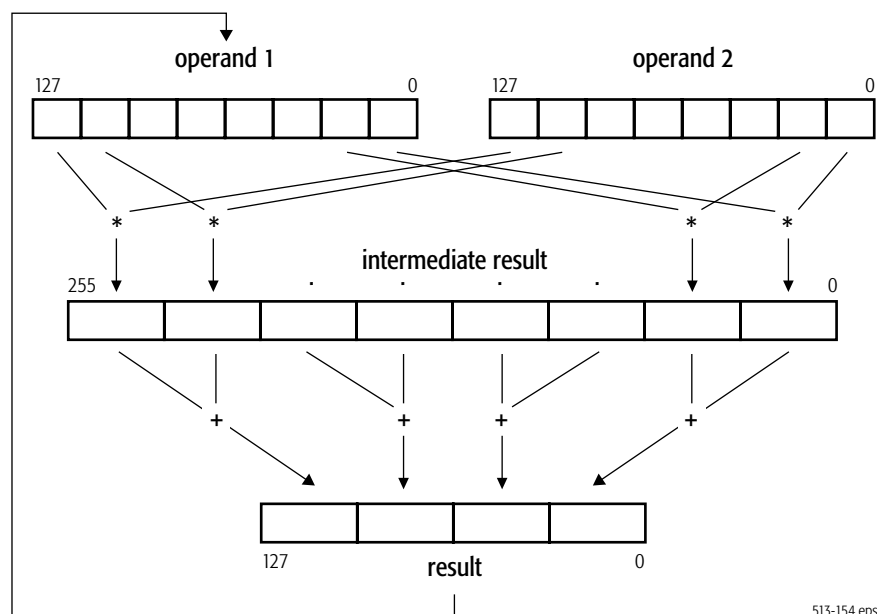 operand 1 operand 2
127 0 127 0
* * * *
intermediate result
255 . . . . 0
+ + + +
127 result 0
513-154.eps